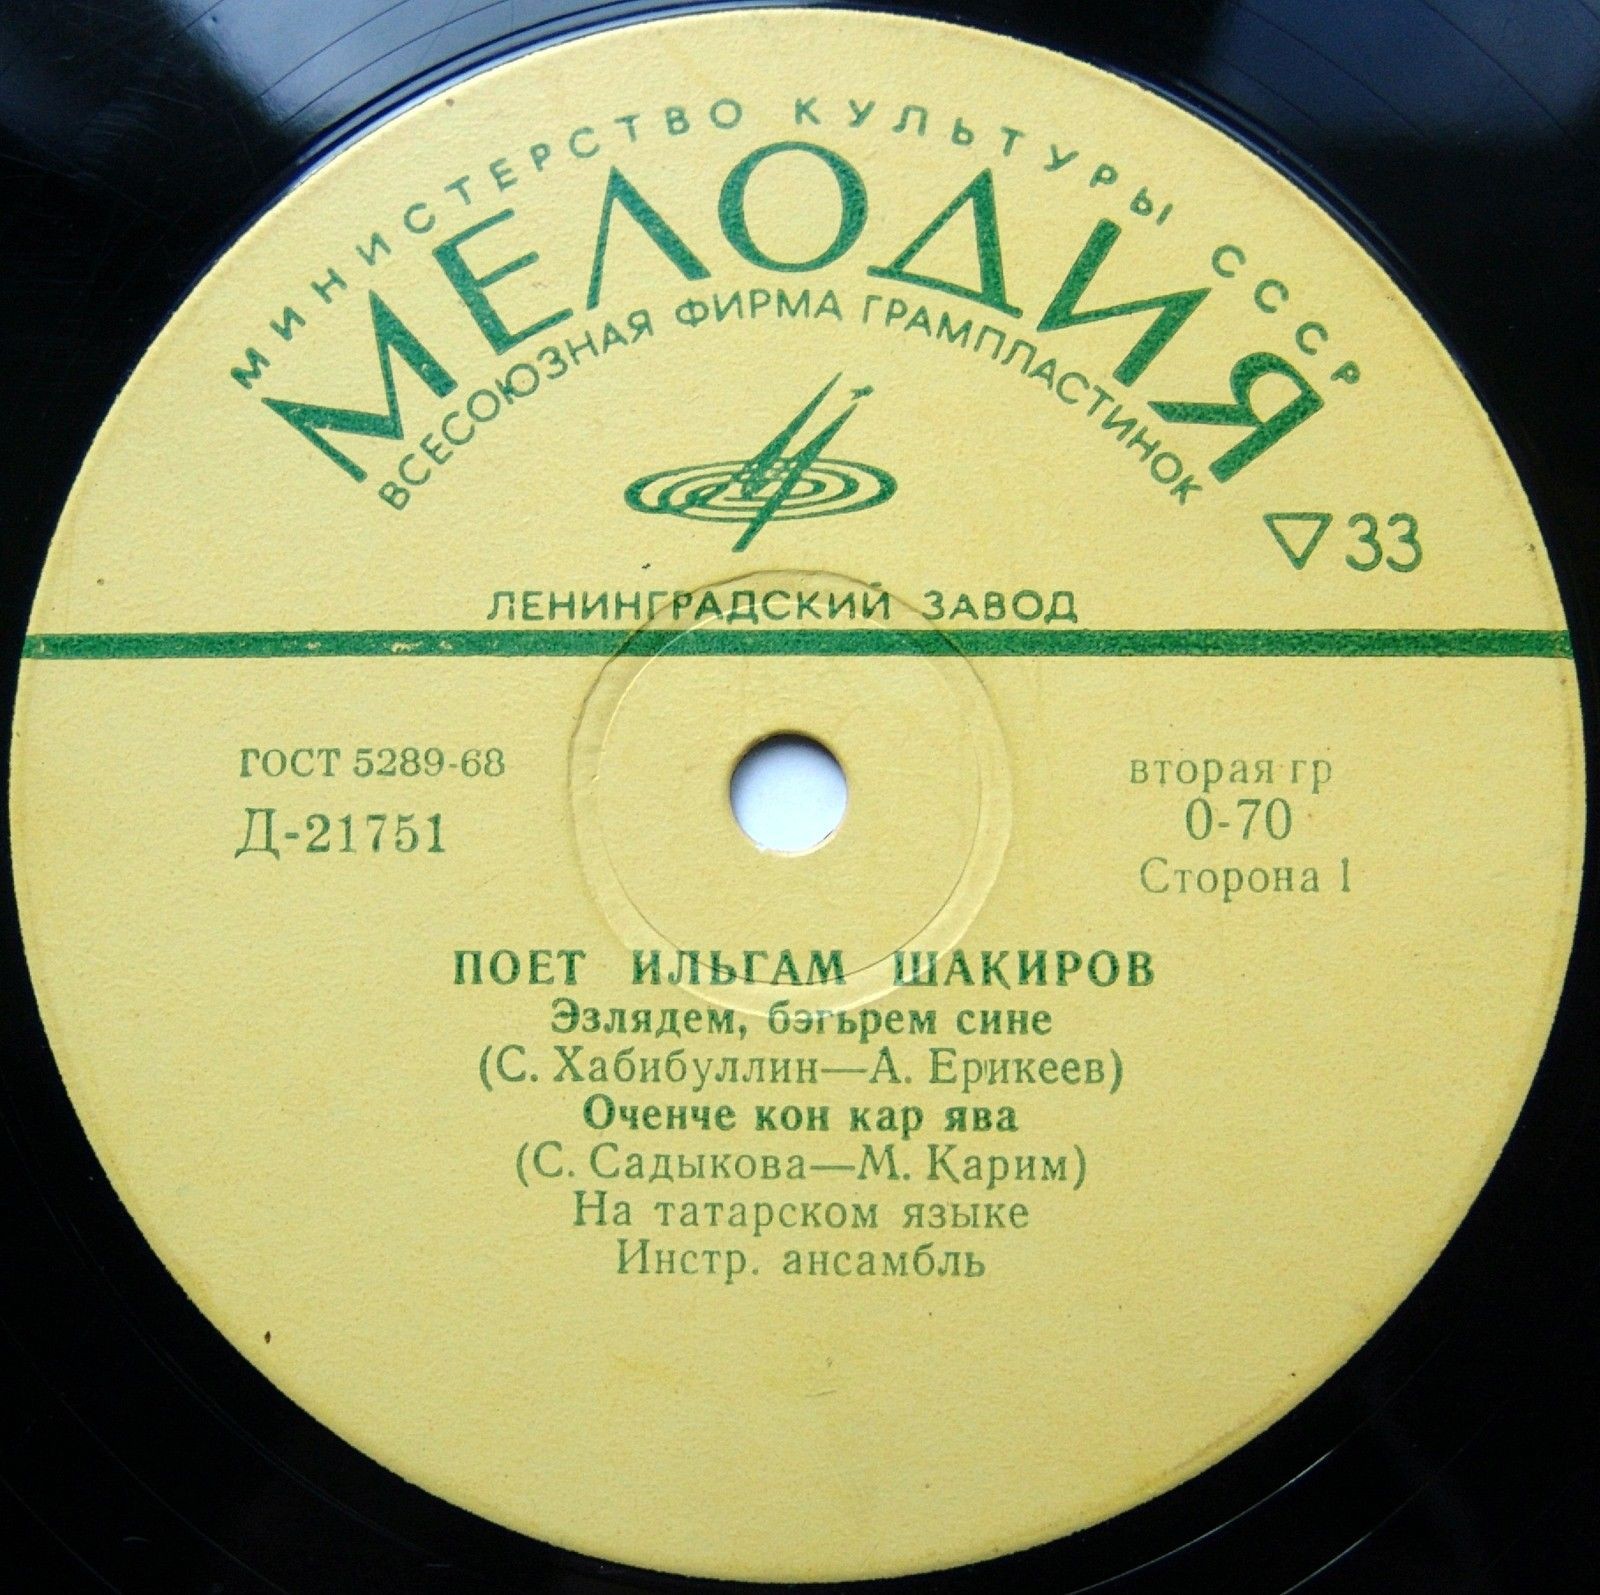 МИНИСТЕРСТВО КУЛЬТУРЫ СССР
МЕЛОДИЯ
ВСЕСОЮЗНАЯ ФИРМА ГРАМПЛАСТИНОК
33
ЛЕНИНГРАДСКИЙ ЗАВОД
ГОСТ 5289-68
Д-21751
вторая гр
0-70
Сторона 1
ПОЕТ ИЛЬГАМ ШАКИРОВ
Эзлядем, бэгърем сине
(С. Хабибуллин—А. Ерикеев)
Оченче кон кар ява
(С. Садыкова—М. Карим)
На татарском языке
Инстр. ансамбль